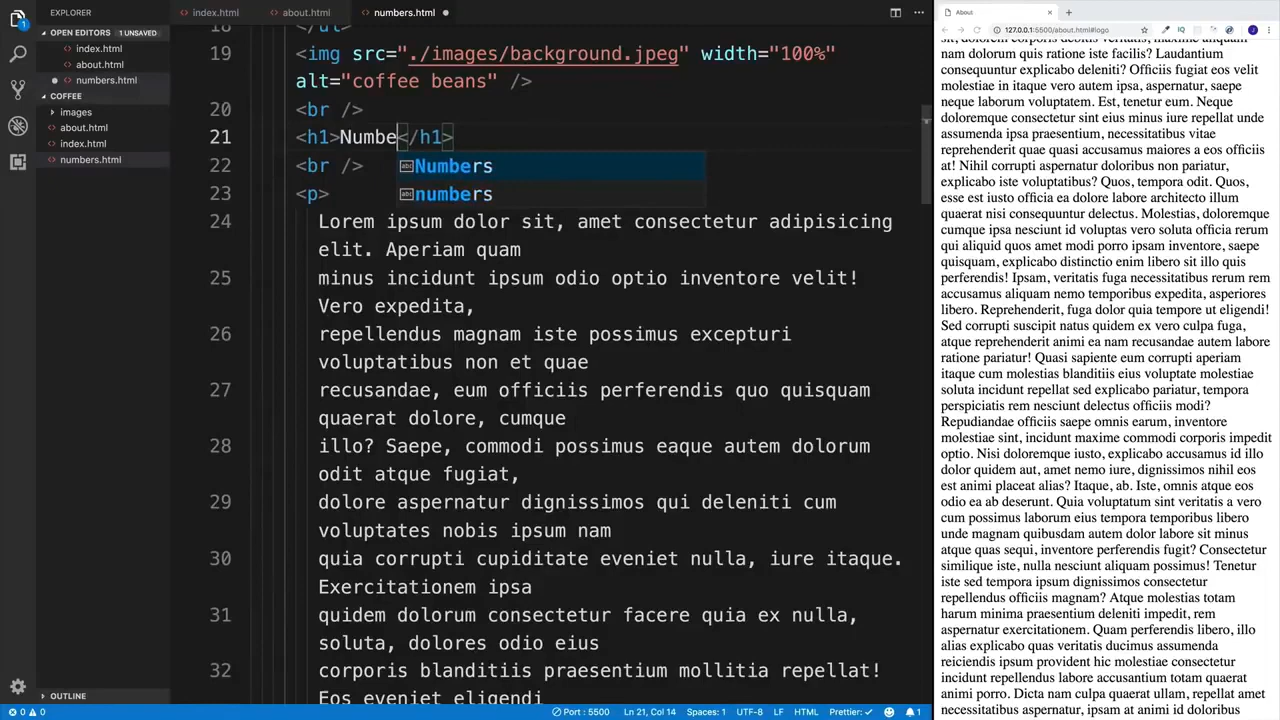 EXPLORER
OPEN EDITORS 1 UNSAVED
index.html
about.html
numbers.html
COFFEE
images
about.html
index.html
numbers.html
OUTLINE
index.html about.html numbers.html
19 <img src="./images/background.jpeg" width="100%"
alt="coffee beans" />
20 <br />
21 <h1>Numbe</h1>
22 <br />
Numbers
numbers
23 <p>
24 Lorem ipsum dolor sit, amet consectetur adipisicing
elit. Aperiam quam
25 minus incidunt ipsum odio optio inventore velit!
Vero expedita,
26 repellendus magnam iste possimus excepturi
voluptatibus non et quae
27 recusandae, eum officiis perferendis quo quisquam
quaerat dolore, cumque
28 illo? Saepe, commodi possimus eaque autem dolorum
odit atque fugiat,
29 dolore aspernatur dignissimos qui deleniti cum
voluptates nobis ipsum nam
30 quia corrupti cupiditate eveniet nulla, iure itaque.
Exercitationem ipsa
31 quidem dolorum consectetur facere quia ex nulla,
soluta, dolores odio eius
32 corporis blanditiis praesentium mollitia repellat!
Eos eveniet eligendi
0 0 Port : 5500 Ln 21, Col 14 Spaces: 1 UTF-8 LF HTML Prettier: ✓ 1
About
127.0.0.1:5500/about.html#logo
nam dolorum quis ratione iste facilis? Laudantium
consequuntur explicabo deleniti? Officiis fugiat eos velit
molestiae in itaque vero autem ipsa, aspernatur, saepe
neque laborum voluptatem. Est, tenetur eum. Neque
dolorum consectetur sint eius minus iure repellat unde
assumenda ipsa praesentium, necessitatibus vitae
reprehenderit quae quasi accusamus maiores a eos officiis
at! Nihil corrupti aspernatur doloribus non pariatur,
explicabo iste voluptatibus? Quos, tempora odit. Quos,
esse est iusto officia ea dolore labore architecto illum
quaerat nisi consequuntur delectus. Molestias, doloremque
cumque ipsa nesciunt id voluptas vero soluta officia rerum
qui aliquid quos amet modi porro ipsam inventore, saepe
quisquam, explicabo distinctio enim libero sit illo quis
perferendis! Ipsam, veritatis fuga necessitatibus rerum rem
accusamus aliquam nemo temporibus expedita, asperiores
libero. Reprehenderit, fuga dolor quia tempore ut eligendi!
Sed corrupti suscipit natus quidem ex vero culpa fuga,
atque reprehenderit animi ea nam recusandae autem labore
ratione pariatur! Quasi sapiente eum corrupti aperiam
itaque cum molestias blanditiis eius voluptate molestiae
soluta incidunt repellat sed explicabo pariatur, tempora
perspiciatis rem nesciunt delectus officiis modi?
Repudiandae officiis saepe omnis earum, inventore
molestiae sint, incidunt maxime commodi corporis impedit
optio. Nisi doloremque iusto, explicabo accusamus id illo
dolor quidem aut, amet nemo iure, dignissimos nihil eos
est animi placeat alias? Itaque, ab. Iste, omnis atque eos
odio ea ab deserunt. Quia voluptatum sint veritatis a vero
cum possimus laborum eius tempora temporibus libero
unde magnam quibusdam autem dolor labore sit minus
atque quas sequi, inventore perferendis fugit? Consectetur
similique iste, nulla nesciunt aliquam possimus! Tenetur
iste sed tempora ipsum dignissimos consectetur
repellendus officiis magnam? Atque molestias totam
harum minima praesentium deleniti impedit, rem
aspernatur exercitationem. Quam perferendis libero, illo
alias explicabo quas veritatis ducimus assumenda
reiciendis ipsum provident hic molestiae consectetur
incidunt repellendus labore accusantium totam quaerat
animi porro. Dicta nam culpa quaerat ullam, repellat amet
necessitatibus aspernatur, ipsam at animi id doloribus